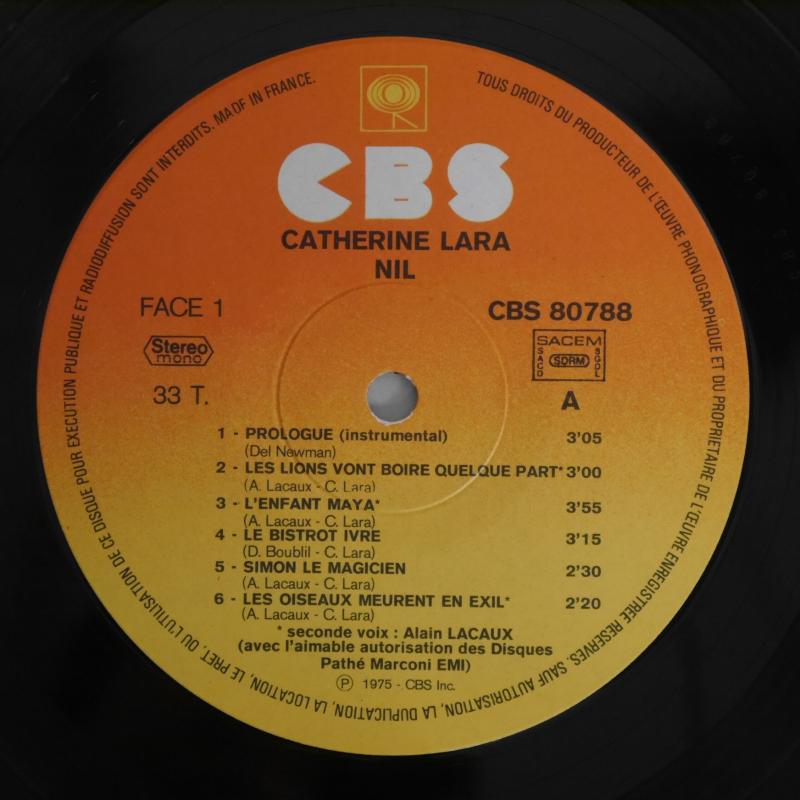 TOUS DROITS DU PRODUCTEUR DE L'ŒUVRE PHONOGRAPHIQUE ET DU PROPRIETAIRE DE L'ŒUVRE ENREGISTREE RESERVES. SAUF AUTORISATION, LA DUPLICATION, LA LOCATION, LE PRET, OU L'UTILISATION DE CE DISQUE POUR EXECUTION PUBLIQUE ET RADIODIFFUSION SONT INTERDITS. MADE IN FRANCE.
CBS
CATHERINE LARA
NIL
FACE 1
CBS 80788
Stereo
mono
SACEM
SACD
SDRM
SGDL
33 T.
A
1 - PROLOGUE (instrumental) 3'05
(Del Newman)
2 - LES LIONS VONT BOIRE QUELQUE PART* 3'00
(A. Lacaux - C. Lara)
3 - L'ENFANT MAYA* 3'55
(A. Lacaux - C. Lara)
4 - LE BISTROT IVRE 3'15
(D. Boublil - C. Lara)
5 - SIMON LE MAGICIEN 2'30
(A. Lacaux - C. Lara)
6 - LES OISEAUX MEURENT EN EXIL* 2'20
(A. Lacaux - C. Lara)
* seconde voix : Alain LACAUX
(avec l'aimable autorisation des Disques
Pathé Marconi EMI)
℗ 1975 - CBS Inc.